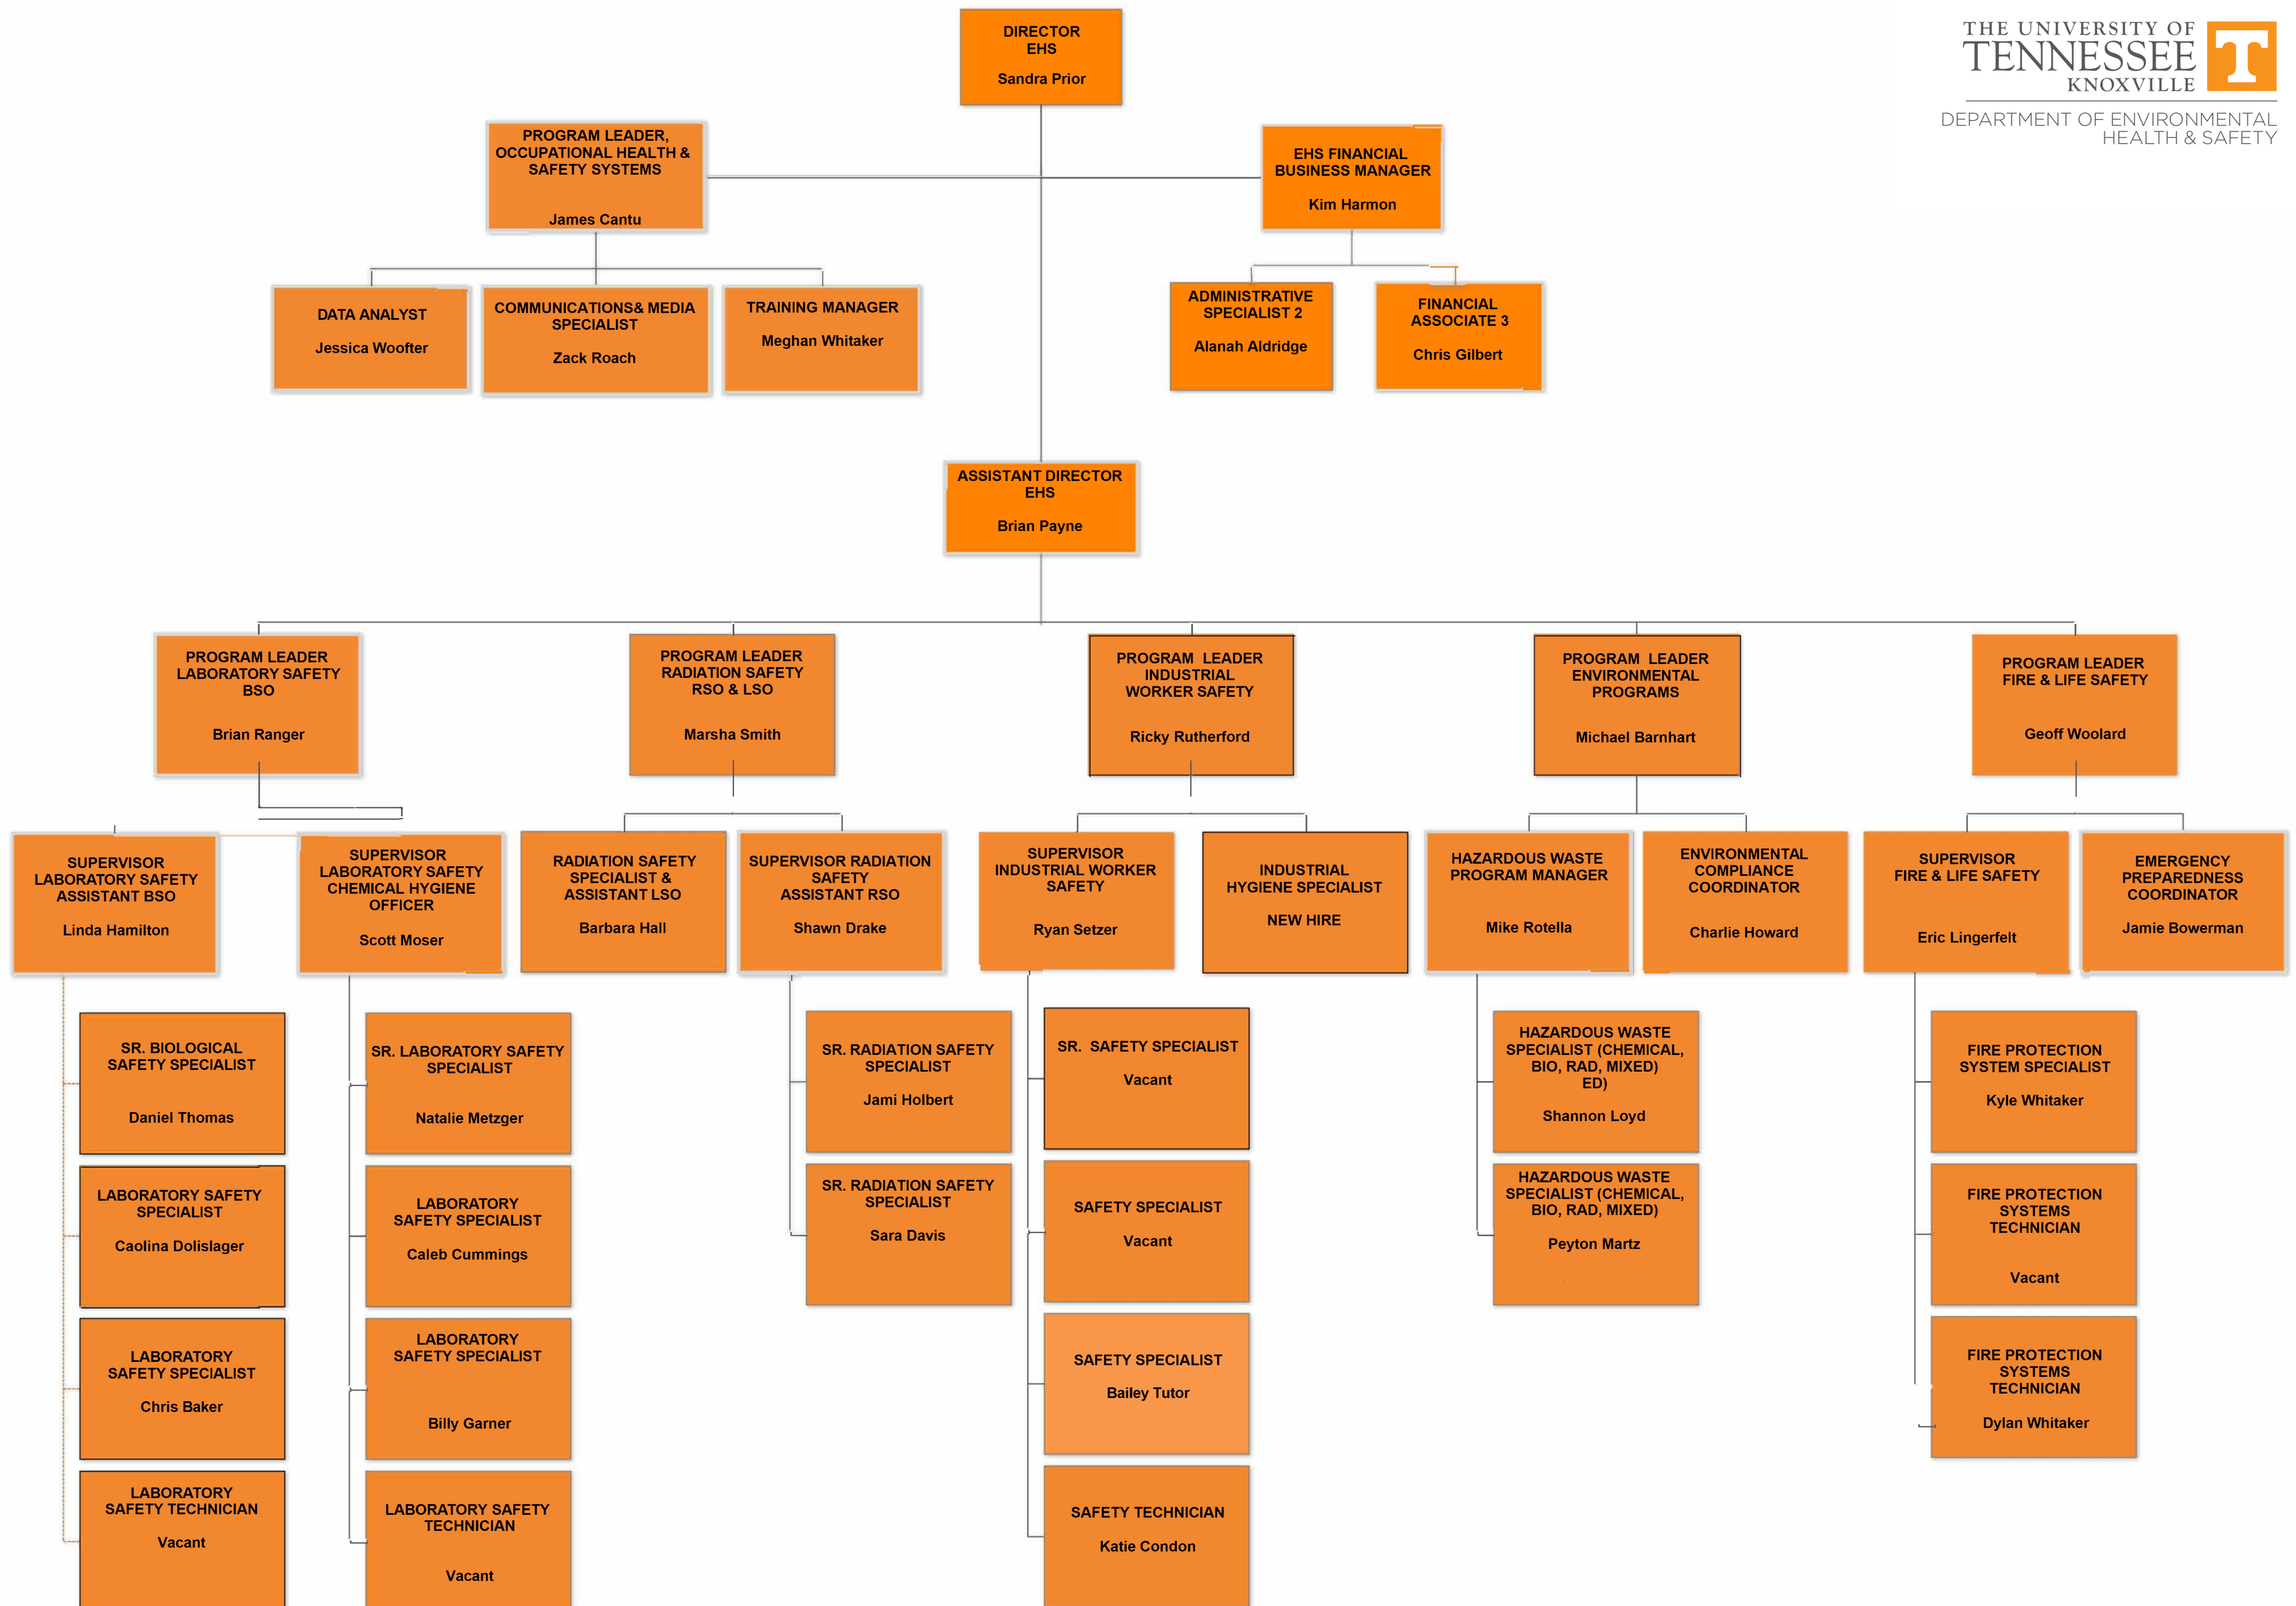 THE UNIVERSITY OF
TENNESSEE
KNOXVILLE
T
DEPARTMENT OF ENVIRONMENTAL
HEALTH & SAFETY
DIRECTOR
EHS
Sandra Prior
PROGRAM LEADER,
OCCUPATIONAL HEALTH &
SAFETY SYSTEMS
James Cantu
EHS FINANCIAL
BUSINESS MANAGER
Kim Harmon
DATA ANALYST
Jessica Woofter
COMMUNICATIONS& MEDIA
SPECIALIST
Zack Roach
TRAINING MANAGER
Meghan Whitaker
ADMINISTRATIVE
SPECIALIST 2
Alanah Aldridge
FINANCIAL
ASSOCIATE 3
Chris Gilbert
ASSISTANT DIRECTOR
EHS
Brian Payne
PROGRAM LEADER
LABORATORY SAFETY
BSO
Brian Ranger
PROGRAM LEADER
RADIATION SAFETY
RSO & LSO
Marsha Smith
PROGRAM LEADER
INDUSTRIAL
WORKER SAFETY
Ricky Rutherford
PROGRAM LEADER
ENVIRONMENTAL
PROGRAMS
Michael Barnhart
PROGRAM LEADER
FIRE & LIFE SAFETY
Geoff Woolard
SUPERVISOR
LABORATORY SAFETY
ASSISTANT BSO
Linda Hamilton
SUPERVISOR
LABORATORY SAFETY
CHEMICAL HYGIENE
OFFICER
Scott Moser
RADIATION SAFETY
SPECIALIST &
ASSISTANT LSO
Barbara Hall
SUPERVISOR RADIATION
SAFETY
ASSISTANT RSO
Shawn Drake
SUPERVISOR
INDUSTRIAL WORKER
SAFETY
Ryan Setzer
INDUSTRIAL
HYGIENE SPECIALIST
NEW HIRE
HAZARDOUS WASTE
PROGRAM MANAGER
Mike Rotella
ENVIRONMENTAL
COMPLIANCE
COORDINATOR
Charlie Howard
SUPERVISOR
FIRE & LIFE SAFETY
Eric Lingerfelt
EMERGENCY
PREPAREDNESS
COORDINATOR
Jamie Bowerman
SR. BIOLOGICAL
SAFETY SPECIALIST
Daniel Thomas
LABORATORY SAFETY
SPECIALIST
Caolina Dolislager
LABORATORY
SAFETY SPECIALIST
Chris Baker
LABORATORY
SAFETY TECHNICIAN
Vacant
SR. LABORATORY SAFETY
SPECIALIST
Natalie Metzger
LABORATORY
SAFETY SPECIALIST
Caleb Cummings
LABORATORY
SAFETY SPECIALIST
Billy Garner
LABORATORY SAFETY
TECHNICIAN
Vacant
SR. RADIATION SAFETY
SPECIALIST
Jami Holbert
SR. RADIATION SAFETY
SPECIALIST
Sara Davis
SR. SAFETY SPECIALIST
Vacant
SAFETY SPECIALIST
Vacant
SAFETY SPECIALIST
Bailey Tutor
SAFETY TECHNICIAN
Katie Condon
HAZARDOUS WASTE
SPECIALIST (CHEMICAL,
BIO, RAD, MIXED)
ED)
Shannon Loyd
HAZARDOUS WASTE
SPECIALIST (CHEMICAL,
BIO, RAD, MIXED)
Peyton Martz
FIRE PROTECTION
SYSTEM SPECIALIST
Kyle Whitaker
FIRE PROTECTION
SYSTEMS
TECHNICIAN
Vacant
FIRE PROTECTION
SYSTEMS
TECHNICIAN
Dylan Whitaker